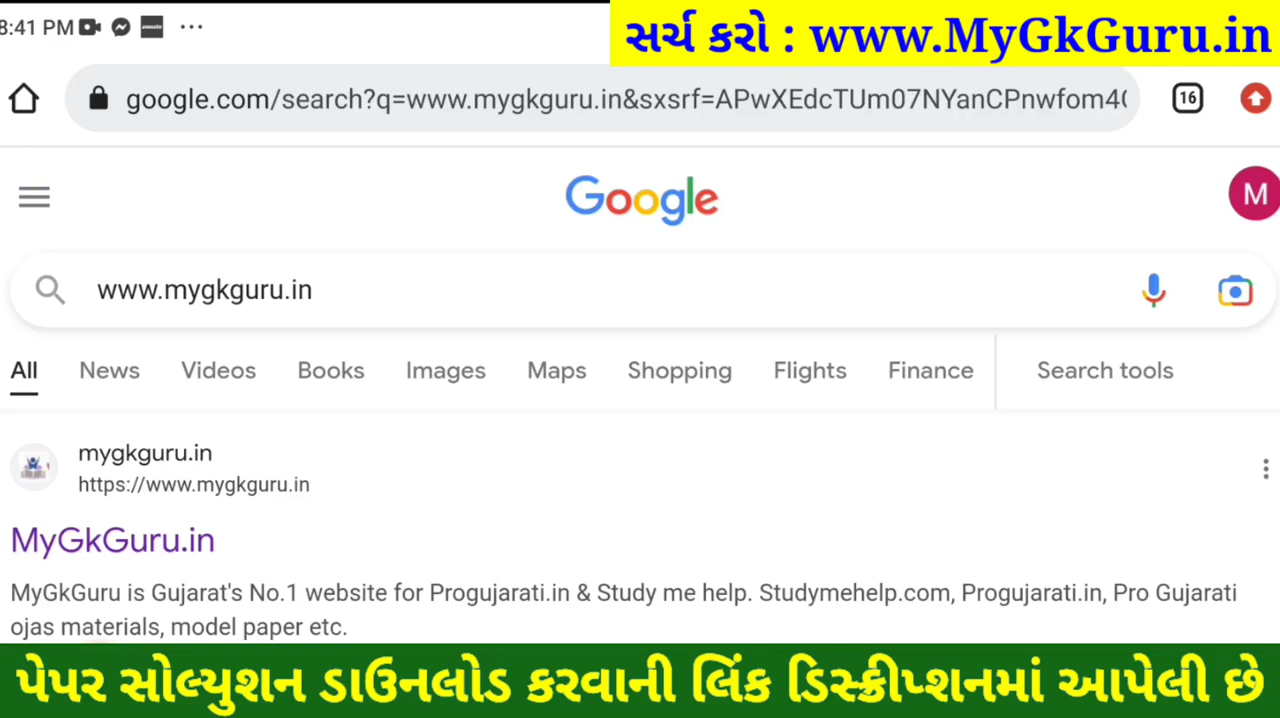 8:41 PM
સર્ચ કરો : www.MyGkGuru.in
google.com/search?q=www.mygkguru.in&sxsrf=APwXEdcTUm07NYanCPnwfom4
16
Google
M
www.mygkguru.in
All News Videos Books Images Maps Shopping Flights Finance Search tools
mygkguru.in
https://www.mygkguru.in
MyGkGuru.in
MyGkGuru is Gujarat's No.1 website for Progujarati.in & Study me help. Studymehelp.com, Progujarati.in, Pro Gujarati
ojas materials, model paper etc.
પેપર સોલ્યુશન ડાઉનલોડ કરવાની લિંક ડિસ્ક્રીપ્શનમાં આપેલી છે